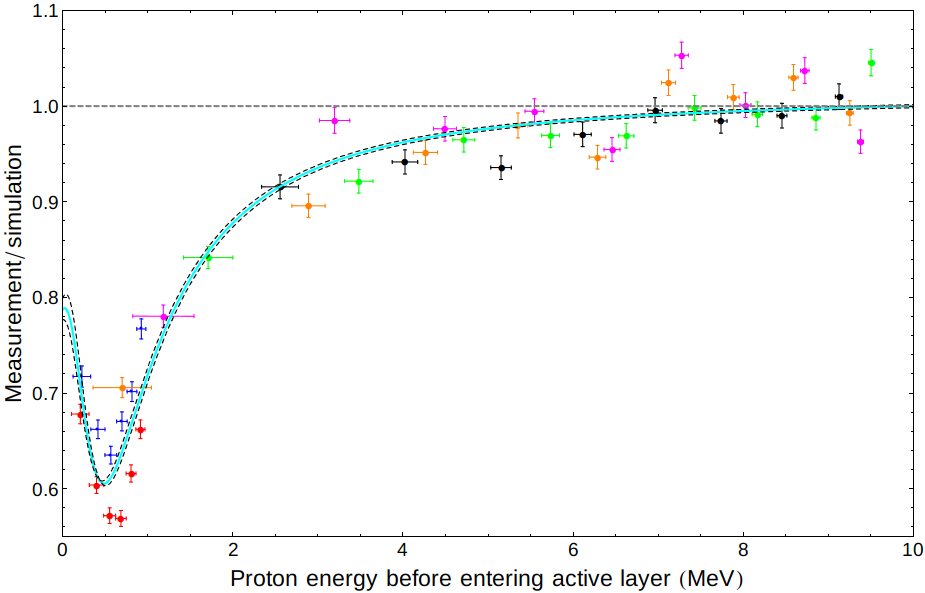 1.1
1.0
0.9
0.8
0.7
0.6
Measurement/simulation
0 2 4 6 8 10
Proton energy before entering active layer (MeV)